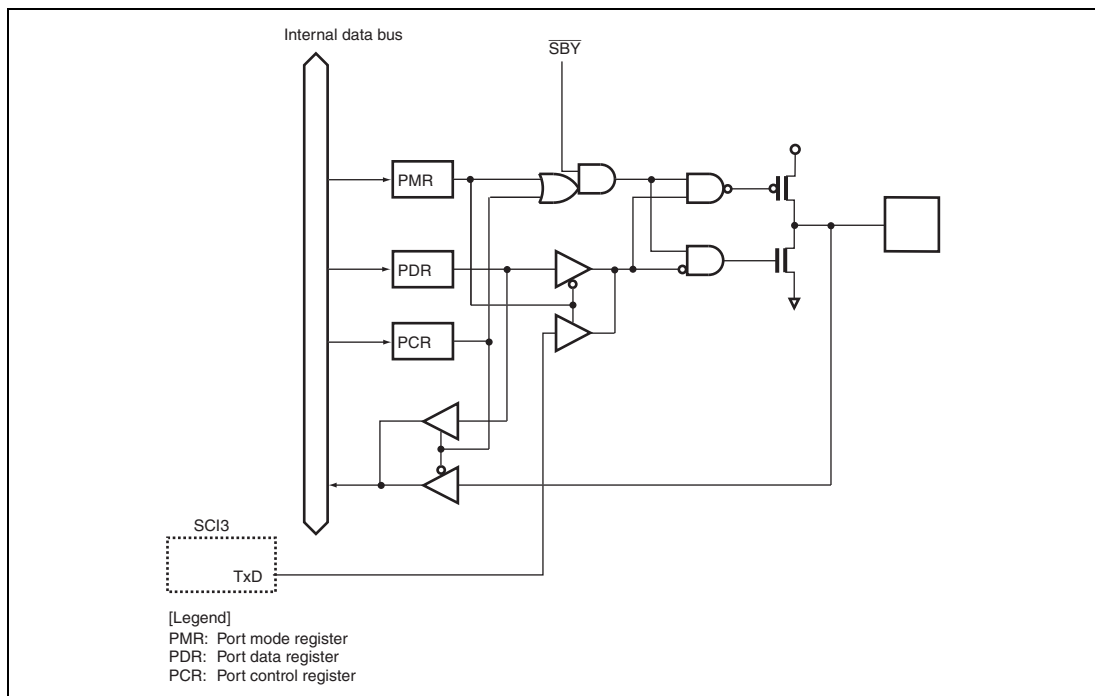 Internal data bus
SBY
PMR
PDR
PCR
SCI3
TxD
[Legend]
PMR: Port mode register
PDR: Port data register
PCR: Port control register